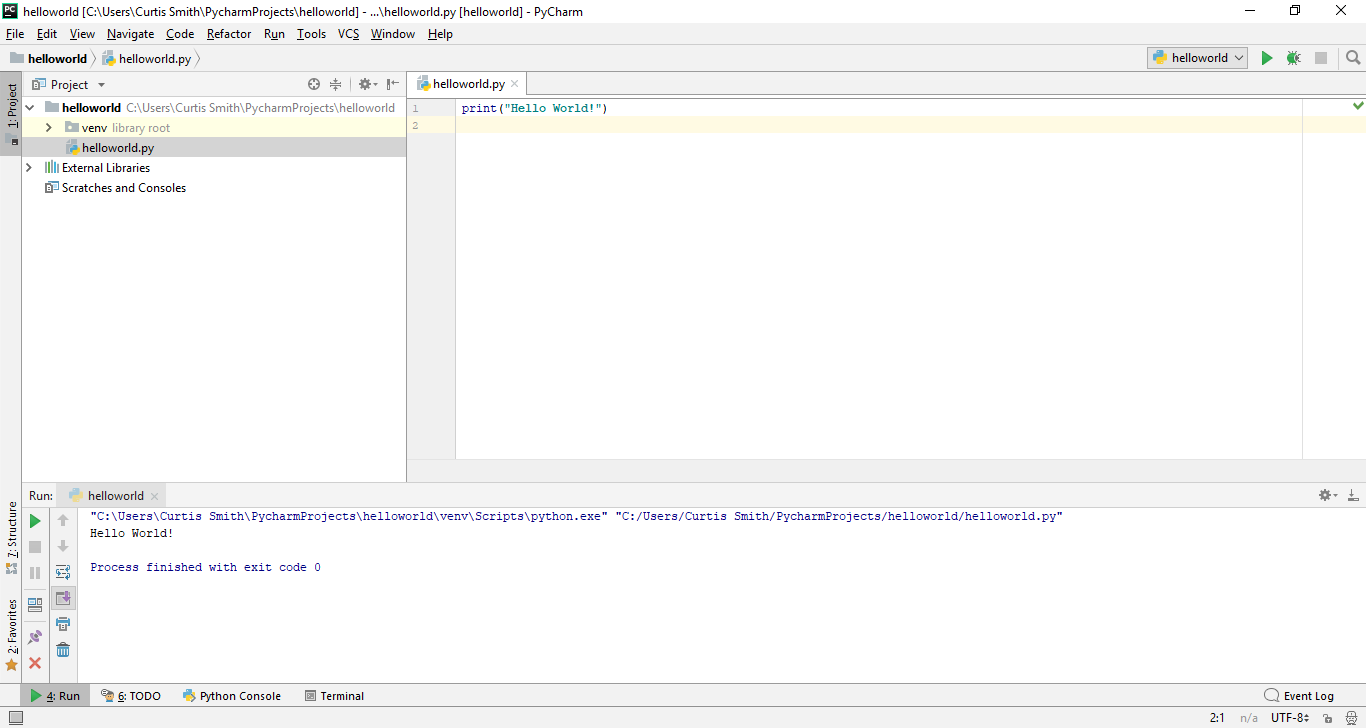 PC helloworld [C:\Users\Curtis Smith\PycharmProjects\helloworld] - ...\helloworld.py [helloworld] - PyCharm
File Edit View Navigate Code Refactor Run Tools VCS Window Help
helloworld helloworld.py helloworld
1: Project
Project
helloworld C:\Users\Curtis Smith\PycharmProjects\helloworld
venv library root
helloworld.py
External Libraries
Scratches and Consoles
helloworld.py
1 print("Hello World!")
2
7: Structure
2: Favorites
Run: helloworld
"C:\Users\Curtis Smith\PycharmProjects\helloworld\venv\Scripts\python.exe" "C:/Users/Curtis Smith/PycharmProjects/helloworld/helloworld.py"
Hello World!
Process finished with exit code 0
4: Run 6: TODO Python Console Terminal Event Log
2:1 n/a UTF-8